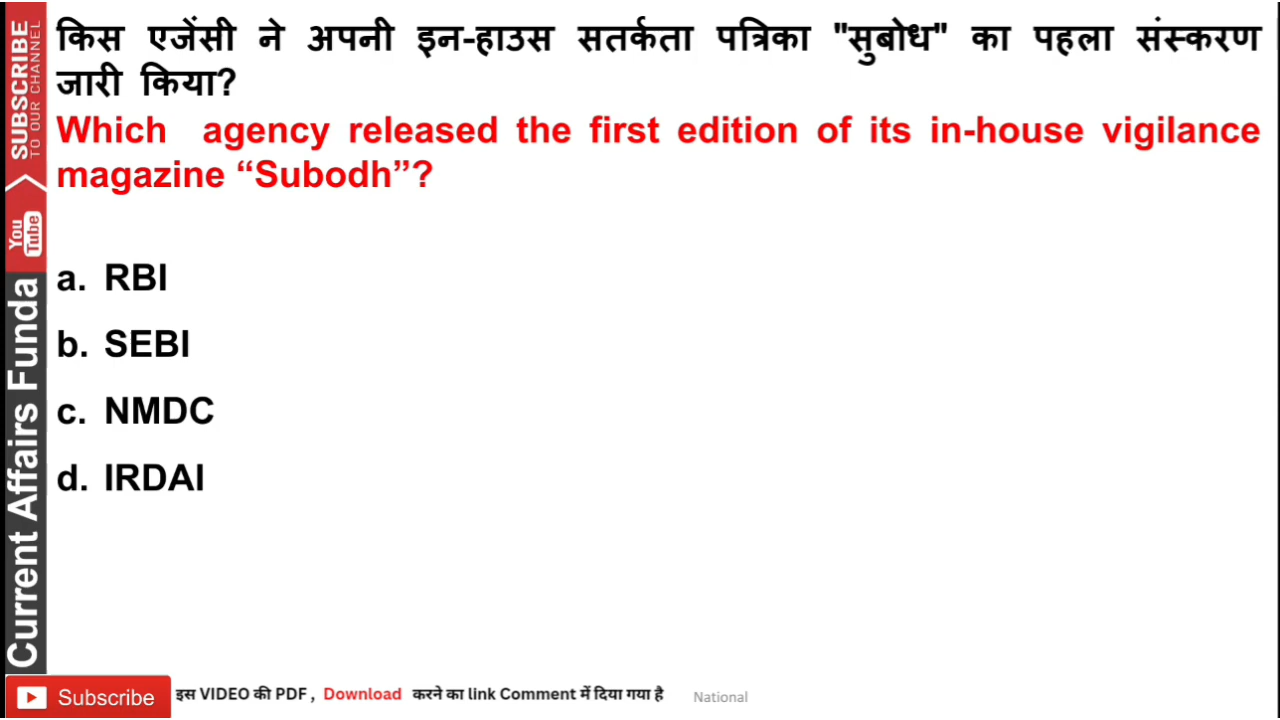 किस एजेंसी ने अपनी इन-हाउस सतर्कता पत्रिका "सुबोध" का पहला संस्करण
जारी किया?
Which agency released the first edition of its in-house vigilance
magazine “Subodh”?
a. RBI
b. SEBI
c. NMDC
d. IRDAI
SUBSCRIBE
TO OUR CHANNEL
You
Tube
Current Affairs Funda
Subscribe इस VIDEO की PDF , Download करने का link Comment में दिया गया है National